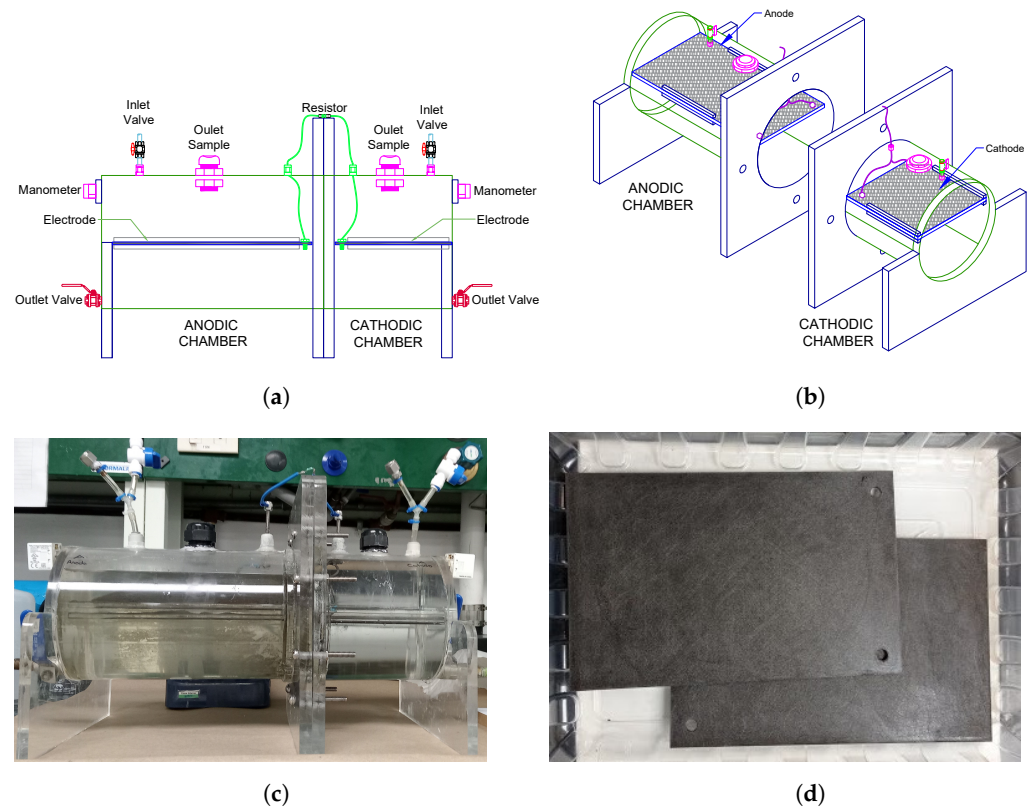 Anode
Inlet
Valve
Oulet
Sample
Resistor
Oulet
Sample
Inlet
Valve
Manometer
Manometer
Electrode
Electrode
Outlet Valve
Outlet Valve
ANODIC
CHAMBER
CATHODIC
CHAMBER
ANODIC
CHAMBER
Cathode
CATHODIC
CHAMBER
(a)
(b)
(c)
(d)